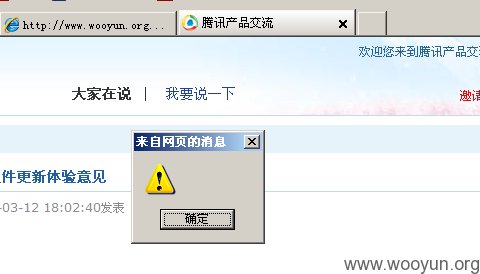 http://www.wooyun.org...
腾讯产品交流
欢迎您来到腾讯产品交
大家在说 | 我要说一下
邀请
来自网页的消息
件更新体验意见
-03-12 18:02:40发表
确定
www.wooyun.org